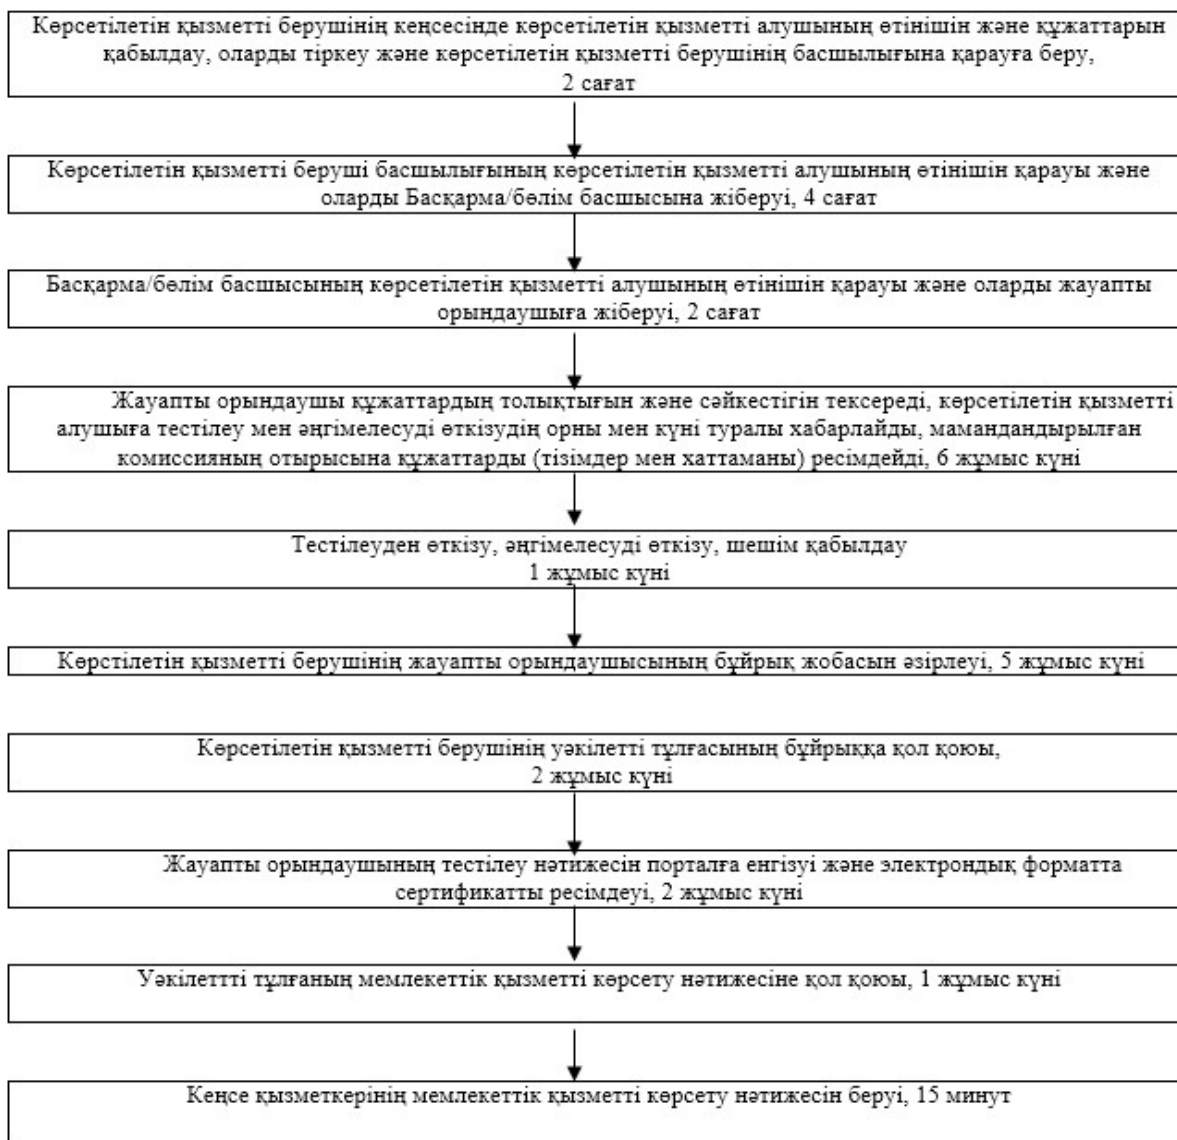 Көрсетілетін қызметті берушінің кеңсесінде көрсетілетін қызметті алушының өтінішін және құжаттарын
қабылдау, оларды тіркеу және көрсетілетін қызметті берушінің басшылығына қарауға беру,
2 сағат
Көрсетілетін қызметті беруші басшылығының көрсетілетін қызметті алушының өтінішін қарауы және
оларды Басқарма/бөлім басшысына жіберуі, 4 сағат
Басқарма/бөлім басшысының көрсетілетін қызметті алушының өтінішін қарауы және оларды жауапты
орындаушыға жіберуі, 2 сағат
Жауапты орындаушы құжаттардың толықтығын және сәйкестігін тексереді, көрсетілетін қызметті
алушыға тестілеу мен әңгімелесуді өткізудің орны мен күні туралы хабарлайды, мамандандырылған
комиссияның отырысына құжаттарды (тізімдер мен хаттаманы) ресімдейді, 6 жұмыс күні
Тестілеуден өткізу, әңгімелесуді өткізу, шешім қабылдау
1 жұмыс күні
Көрстілетін қызметті берушінің жауапты орындаушысының бұйрық жобасын әзірлеуі, 5 жұмыс күні
Көрсетілетін қызметті берушінің уәкілетті тұлғасының бұйрыққа қол қоюы,
2 жұмыс күні
Жауапты орындаушының тестілеу нәтижесін порталға енгізуі және электрондық форматта
сертификатты ресімдеуі, 2 жұмыс күні
Уәкілеттті тұлғаның мемлекеттік қызметті көрсету нәтижесіне қол қоюы, 1 жұмыс күні
Кеңсе қызметкерінің мемлекеттік қызметті көрсету нәтижесін беруі, 15 минут